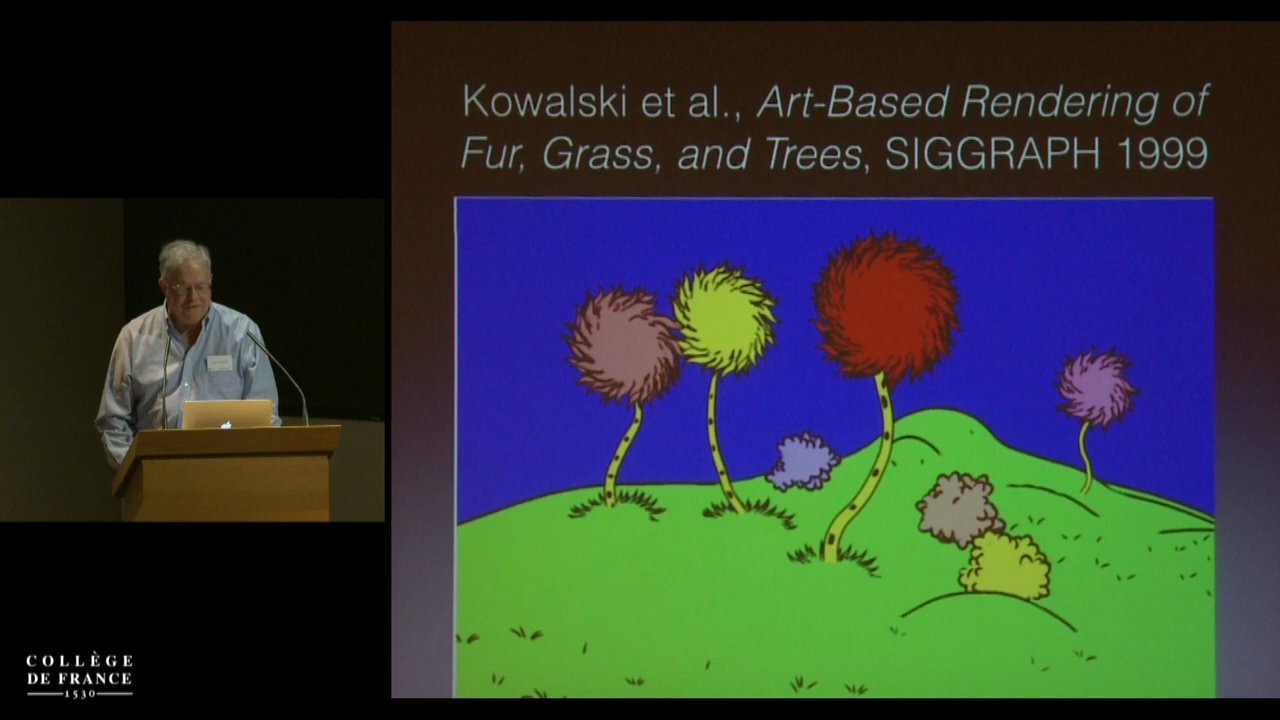 Kowalski et al., Art-Based Rendering of
Fur, Grass, and Trees, SIGGRAPH 1999
COLLÈGE
DE FRANCE
1530